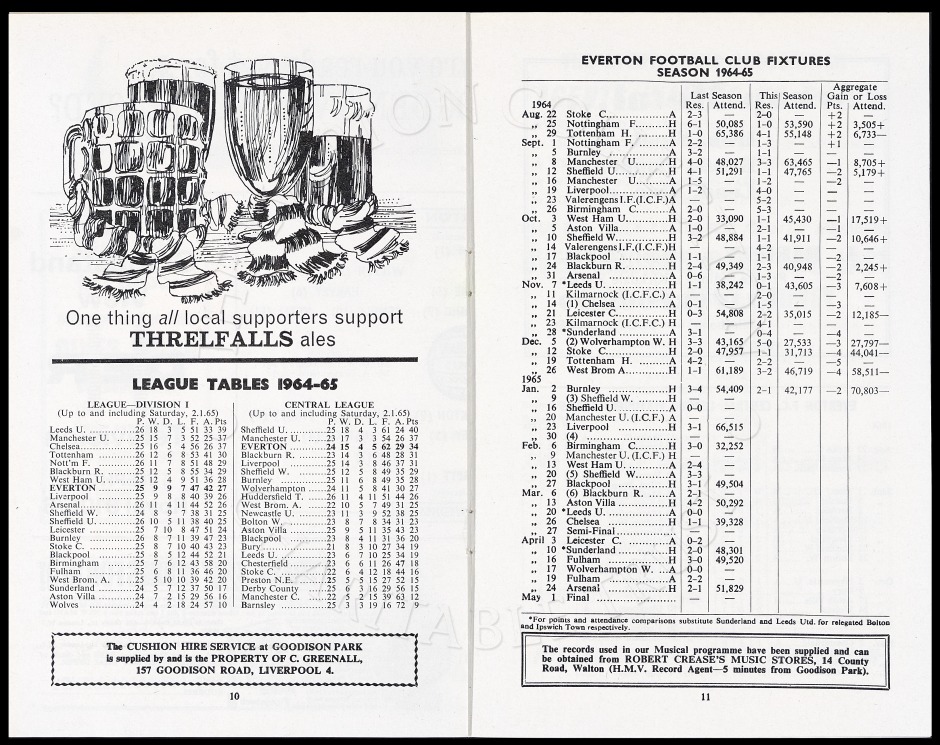 One thing all local supporters support
THRELFALLS ales
LEAGUE TABLES 1964-65
LEAGUE—DIVISION I
(Up to and including Saturday, 2.1.65)
P. W. D. L. F. A. Pts
Leeds U. 26 18 3 5 51 33 39
Manchester U. 25 15 7 3 52 25 37
Chelsea 25 16 5 4 56 26 37
Tottenham 26 12 6 8 53 41 30
Nott'm F. 26 11 7 8 51 48 29
Blackburn R. 25 12 5 8 55 34 29
West Ham U. 25 12 4 9 51 36 28
EVERTON 25 9 9 7 47 42 27
Liverpool 25 9 8 8 40 39 26
Arsenal 26 11 4 11 44 52 26
Sheffield W. 24 8 9 7 38 31 25
Sheffield U. 26 10 5 11 38 40 25
Leicester 25 7 10 8 47 51 24
Burnley 26 8 7 11 39 47 23
Stoke C. 25 8 7 10 40 43 23
Blackpool 25 8 5 12 44 52 21
Birmingham 25 7 6 12 43 58 20
Fulham 25 6 8 11 36 46 20
West Brom. A. 25 5 10 10 39 42 20
Sunderland 24 5 7 12 37 50 17
Aston Villa 24 7 2 15 29 56 16
Wolves 24 4 2 18 24 57 10
CENTRAL LEAGUE
(Up to and including Saturday, 2.1.65)
P. W. D. L. F. A. Pts
Sheffield U. 25 18 4 3 61 24 40
Manchester U. 23 17 3 3 54 26 37
EVERTON 24 15 4 5 62 29 34
Blackburn R. 23 14 3 6 48 28 31
Liverpool 25 14 3 8 46 37 31
Sheffield W. 25 12 5 8 49 35 29
Burnley 25 11 6 8 49 35 28
Wolverhampton 24 11 5 8 41 30 27
Huddersfield T. 26 11 4 11 51 44 26
West Brom. A. 22 10 5 7 49 31 25
Newcastle U. 23 11 3 9 52 38 25
Bolton W. 23 8 7 8 34 31 23
Aston Villa 25 9 5 11 35 43 23
Blackpool 23 8 4 11 31 36 20
Bury 21 8 3 10 27 34 19
Leeds U. 23 6 7 10 25 34 19
Chesterfield 23 6 6 11 26 47 18
Stoke C. 22 6 4 12 18 44 16
Preston N.E. 25 5 5 15 27 52 15
Derby County 25 6 3 16 29 56 15
Manchester C. 22 5 2 15 39 63 12
Barnsley 25 3 3 19 16 72 9
The CUSHION HIRE SERVICE at GOODISON PARK
is supplied by and is the PROPERTY OF C. GREENALL,
157 GOODISON ROAD, LIVERPOOL 4.
10
EVERTON FOOTBALL CLUB FIXTURES
SEASON 1964-65
Last Season This Season Aggregate Gain or Loss
1964 Res. Attend. Res. Attend. Pts. Attend.
Aug. 22 Stoke C. A 2–3 — 2–0 — +2 —
„ 25 Nottingham F. H 6–1 50,085 1–0 53,590 +2 3,505+
„ 29 Tottenham H. H 1–0 65,386 4–1 55,148 +2 6,733—
Sept. 1 Nottingham F. A 2–2 — 1–3 — +1 —
„ 5 Burnley A 3–2 — 1–1 — — —
„ 8 Manchester U. H 4–0 48,027 3–3 63,465 —1 8,705+
„ 12 Sheffield U. H 4–1 51,291 1–1 47,765 —2 5,179+
„ 16 Manchester U. A 1–5 — 1–2 — —2 —
„ 19 Liverpool A 1–2 — 4–0 — — —
„ 23 Valerengens I.F.(I.C.F.)A — — 5–2 — — —
„ 26 Birmingham C. A 2–0 — 5–3 — — —
Oct. 3 West Ham U. H 2–0 33,090 1–1 45,430 —1 17,519+
„ 5 Aston Villa A 1–0 — 2–1 — —1 —
„ 10 Sheffield W. H 3–2 48,884 1–1 41,911 —2 10,646+
„ 14 Valerengens I.F.(I.C.F.)H — — 4–2 — — —
„ 17 Blackpool A 1–1 — 1–1 — —2 —
„ 24 Blackburn R. H 2–4 49,349 2–3 40,948 —2 2,245+
„ 31 Arsenal A 0–6 — 1–3 — —2 —
Nov. 7 *Leeds U. H 1–1 38,242 0–1 43,605 —3 7,608+
„ 11 Kilmarnock (I.C.F.C.) A — — 2–0 — — —
„ 14 (1) Chelsea A 0–1 — 1–5 — —3 —
„ 21 Leicester C. H 0–3 54,808 2–2 35,015 —2 12,185—
„ 23 Kilmarnock (I.C.F.C.) H — — 4–1 — — —
„ 28 *Sunderland A 3–1 — 0–4 — —4 —
Dec. 5 (2) Wolverhampton W. H 3–3 43,165 5–0 27,533 —3 27,797—
„ 12 Stoke C. H 2–0 47,957 1–1 31,713 —4 44,041—
„ 19 Tottenham H. A 4–2 — 2–2 — —5 —
„ 26 West Brom A. H 1–1 61,189 3–2 46,719 —4 58,511—
1965
Jan. 2 Burnley H 3–4 54,409 2–1 42,177 —2 70,803—
„ 9 (3) Sheffield W. H — —
„ 16 Sheffield U. A 0–0 —
„ 20 Manchester U.(I.C.F.) A — —
„ 23 Liverpool H 3–1 66,515
„ 30 (4) — —
Feb. 6 Birmingham C. H 3–0 32,252
„ 9 Manchester U. (I.C.F.) H — —
„ 13 West Ham U. A 2–4 —
„ 20 (5) Sheffield W. A 3–3 —
„ 27 Blackpool H 3–1 49,504
Mar. 6 (6) Blackburn R. A 2–1 —
„ 13 Aston Villa H 4–2 50,292
„ 20 *Leeds U. A 0–0 —
„ 26 Chelsea H 1–1 39,328
„ 27 Semi-Final — —
April 3 Leicester C. A 0–2 —
„ 10 *Sunderland H 2–0 48,301
„ 16 Fulham H 3–0 49,520
„ 17 Wolverhampton W. A 0–0 —
„ 19 Fulham A 2–2 —
„ 24 Arsenal H 2–1 51,829
May 1 Final — —
*For points and attendance comparisons substitute Sunderland and Leeds Utd. for relegated Bolton
and Ipswich Town respectively.
The records used in our Musical programme have been supplied and can
be obtained from ROBERT CREASE'S MUSIC STORES, 14 County
Road, Walton (H.M.V. Record Agent—5 minutes from Goodison Park).
11